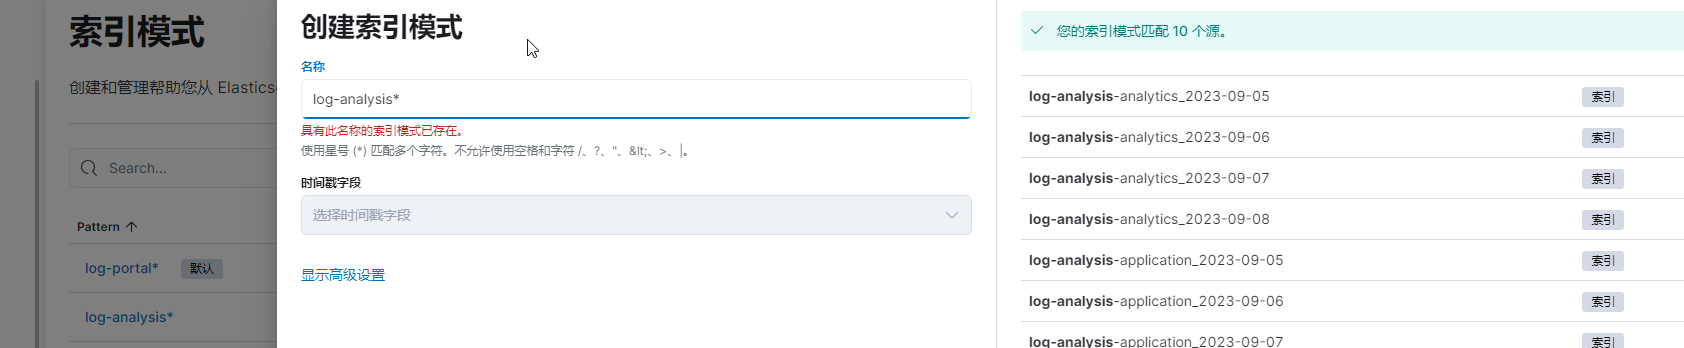 索引模式
创建和管理帮助您从 Elastics
Search...
Pattern ↑
log-portal* 默认
log-analysis*
创建索引模式
名称
log-analysis*
具有此名称的索引模式已存在。
使用星号 (*) 匹配多个字符。不允许使用空格和字符 /、?、"、&lt;、>、|。
时间戳字段
选择时间戳字段
显示高级设置
您的索引模式匹配 10 个源。
log-analysis-analytics_2023-09-05 索引
log-analysis-analytics_2023-09-06 索引
log-analysis-analytics_2023-09-07 索引
log-analysis-analytics_2023-09-08 索引
log-analysis-application_2023-09-05 索引
log-analysis-application_2023-09-06 索引
log-analysis-application_2023-09-07 索引